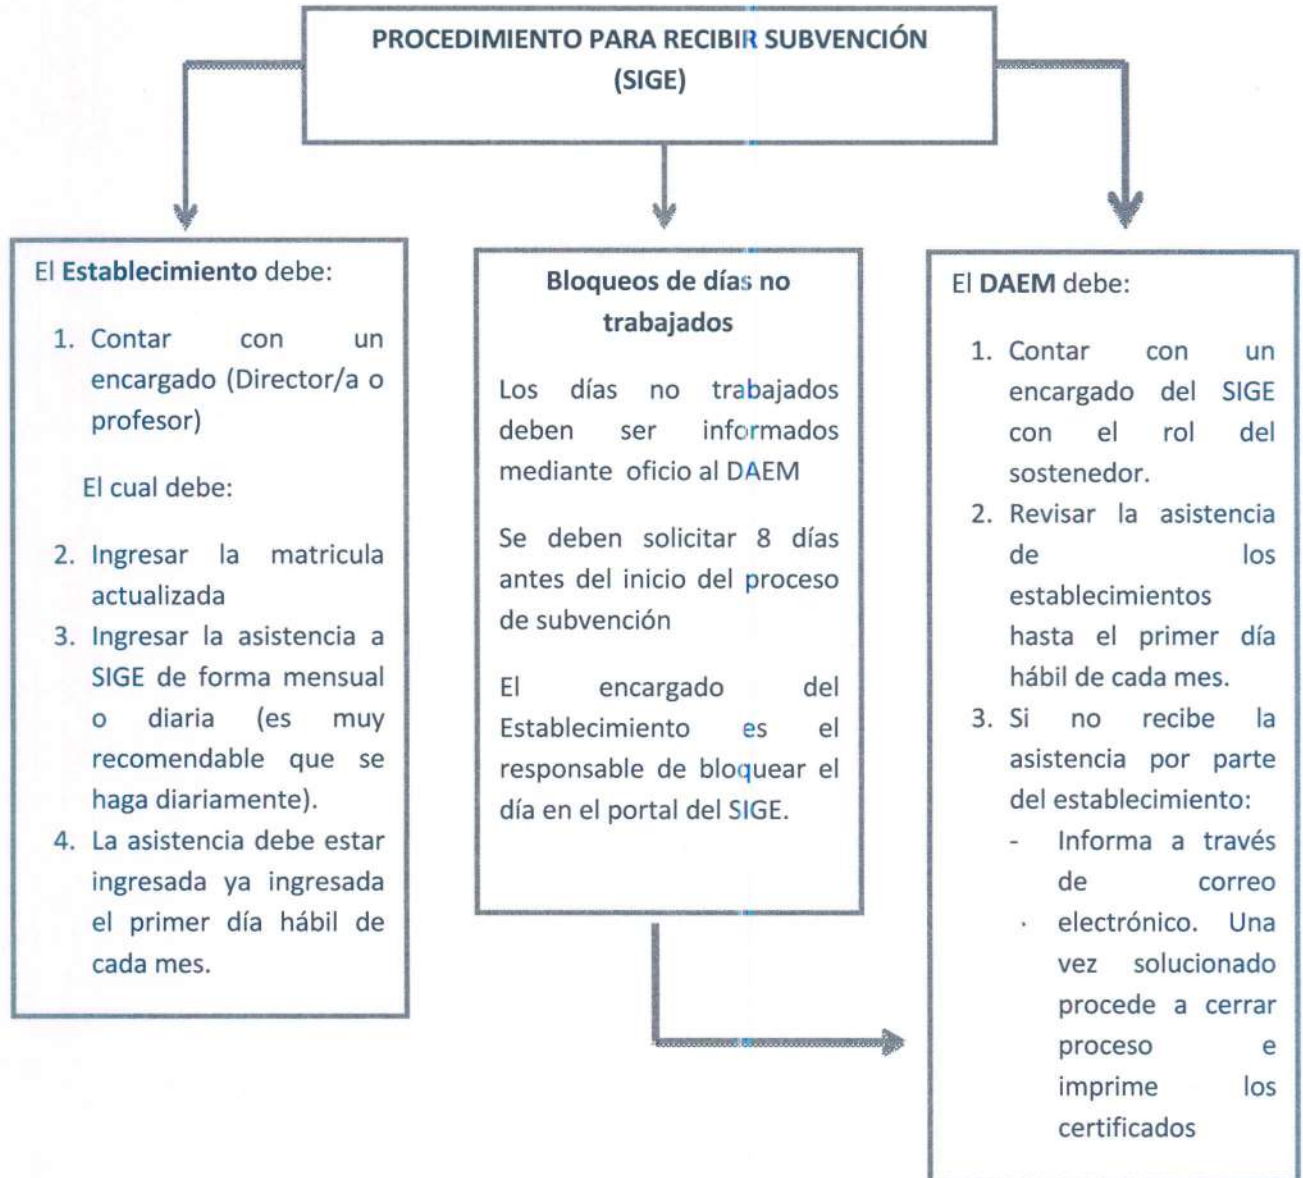 PROCEDIMIENTO PARA RECIBIR SUBVENCIÓN
(SIGE)
El Establecimiento debe:
1. Contar con un
encargado (Director/a o
profesor)
El cual debe:
2. Ingresar la matricula
actualizada
3. Ingresar la asistencia a
SIGE de forma mensual
o diaria (es muy
recomendable que se
haga diariamente).
4. La asistencia debe estar
ingresada ya ingresada
el primer día hábil de
cada mes.
Bloqueos de días no
trabajados
Los días no trabajados
deben ser informados
mediante oficio al DAEM
Se deben solicitar 8 días
antes del inicio del proceso
de subvención
El encargado del
Establecimiento es el
responsable de bloquear el
día en el portal del SIGE.
El DAEM debe:
1. Contar con un
encargado del SIGE
con el rol del
sostenedor.
2. Revisar la asistencia
de los
establecimientos
hasta el primer día
hábil de cada mes.
3. Si no recibe la
asistencia por parte
del establecimiento:
- Informa a través
de correo
electrónico. Una
vez solucionado
procede a cerrar
proceso e
imprime los
certificados